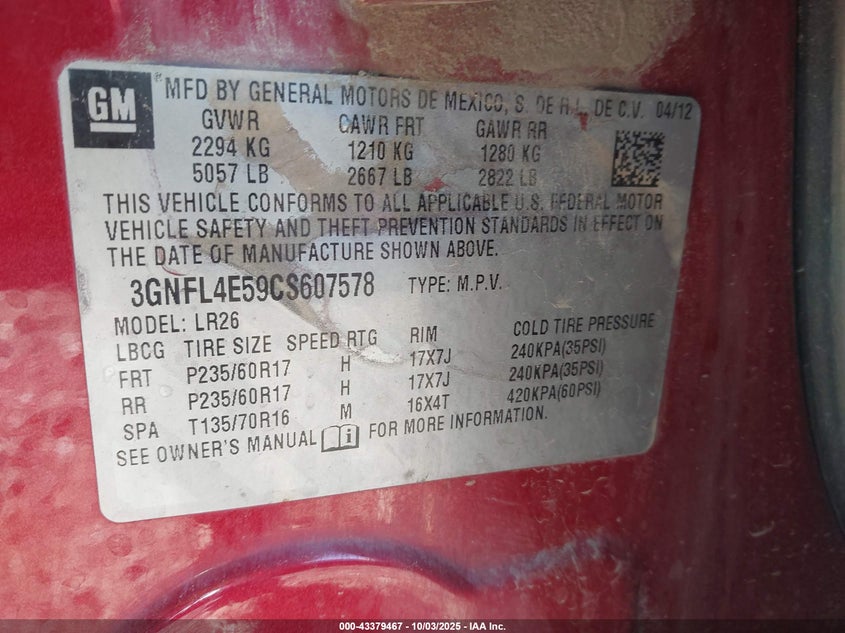 GM
® MFD BY GENERAL MOTORS DE MEXICO, S. DE R.L. DE C.V. 04/12
GVWR GAWR FRT GAWR RR
2294 KG 1210 KG 1280 KG
5057 LB 2667 LB 2822 LB
THIS VEHICLE CONFORMS TO ALL APPLICABLE U.S. FEDERAL MOTOR
VEHICLE SAFETY AND THEFT PREVENTION STANDARDS IN EFFECT ON
THE DATE OF MANUFACTURE SHOWN ABOVE.
3GNFL4E59CS607578 TYPE: M.P.V.
MODEL: LR26
LBCG TIRE SIZE SPEED RTG RIM COLD TIRE PRESSURE
FRT P235/60R17 H 17X7J 240KPA(35PSI)
RR P235/60R17 H 17X7J 240KPA(35PSI)
SPA T135/70R16 M 16X4T 420KPA(60PSI)
SEE OWNER'S MANUAL i FOR MORE INFORMATION.
000-43379467 - 10/03/2025 - IAA Inc.